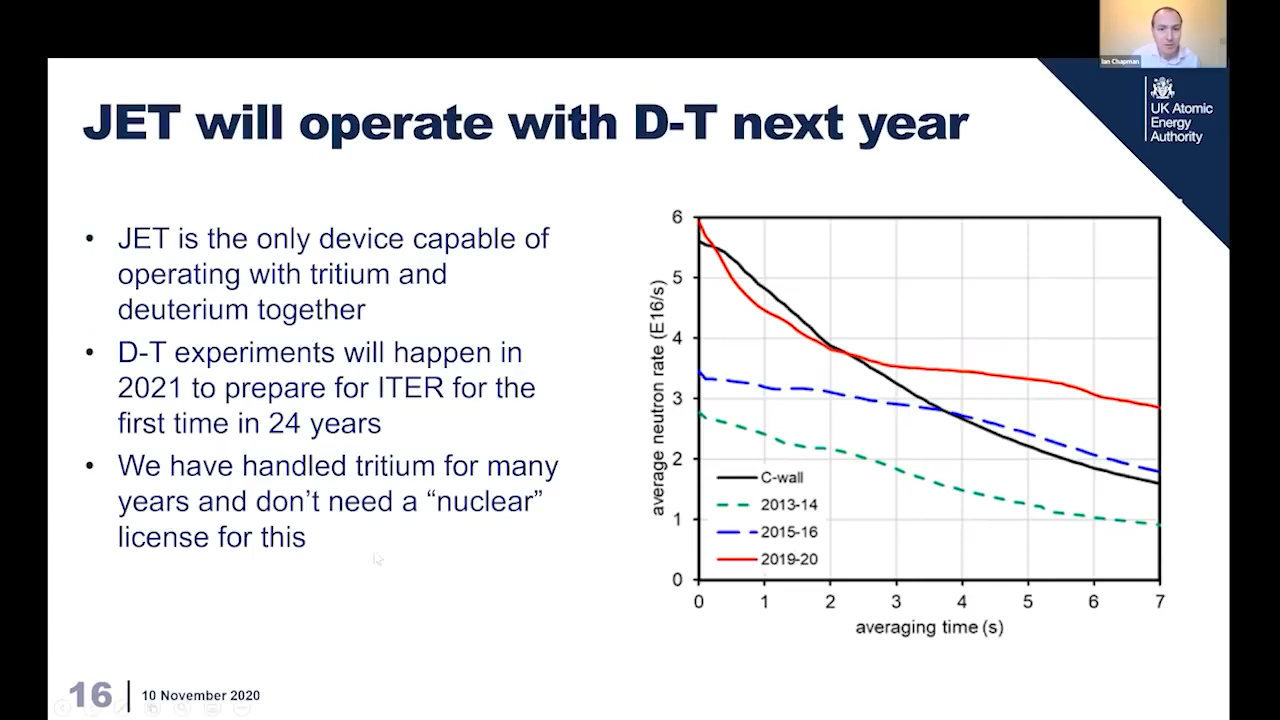 Ian Chapman
UK Atomic
Energy
Authority
JET will operate with D-T next year
• JET is the only device capable of
operating with tritium and
deuterium together
• D-T experiments will happen in
2021 to prepare for ITER for the
first time in 24 years
• We have handled tritium for many
years and don't need a “nuclear”
license for this
average neutron rate (E16/s)
6
5
4
3
2
1
0
C-wall
2013-14
2015-16
2019-20
0 1 2 3 4 5 6 7
averaging time (s)
16 10 November 2020